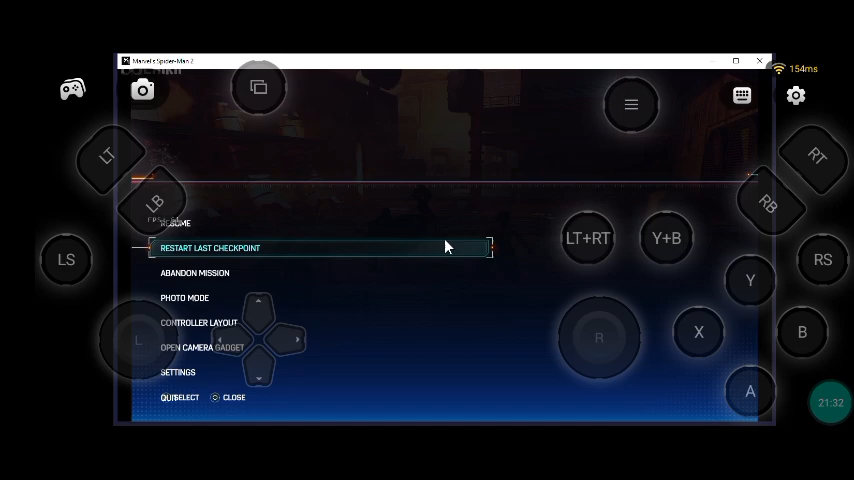 Marvel's Spider-Man 2
154ms
LT
RT
LB
RB
RESUME
RESTART LAST CHECKPOINT
LT+RT
Y+B
LS
RS
ABANDON MISSION
Y
PHOTO MODE
CONTROLLER LAYOUT
X
B
L
R
OPEN CAMERA GADGET
SETTINGS
A
QUIT
SELECT
CLOSE
21:32